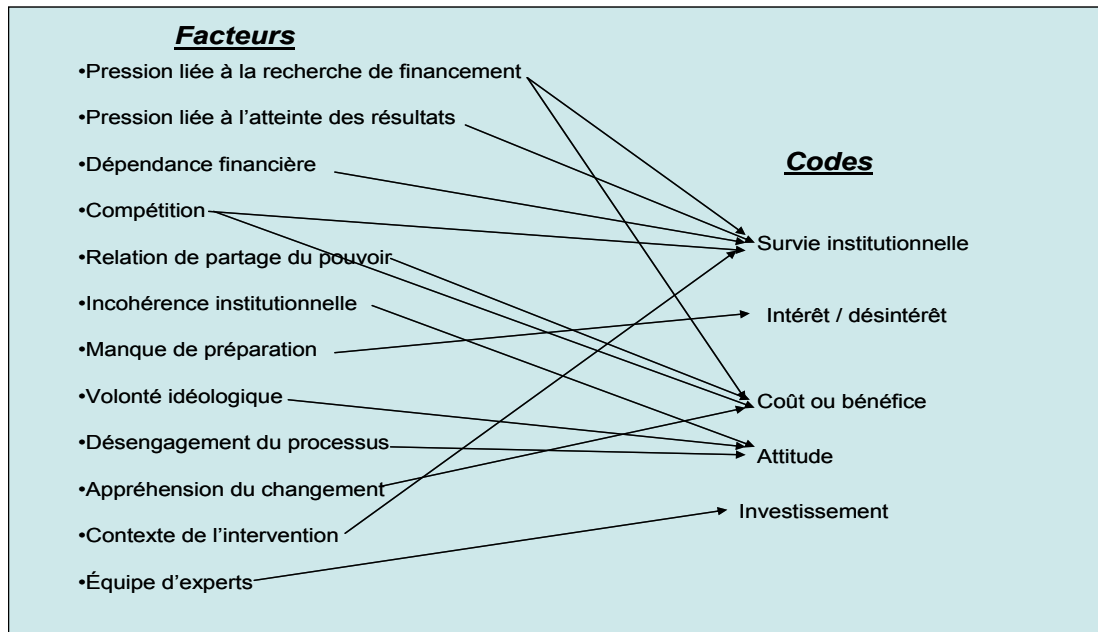 Facteurs
•Pression liée à la recherche de financement
•Pression liée à l'atteinte des résultats
•Dépendance financière
•Compétition
•Relation de partage du pouvoir
•Incohérence institutionnelle
•Manque de préparation
•Volonté idéologique
•Désengagement du processus
•Appréhension du changement
•Contexte de l'intervention
•Équipe d'experts
Codes
Survie institutionnelle
Intérêt / désintérêt
Coût ou bénéfice
Attitude
Investissement